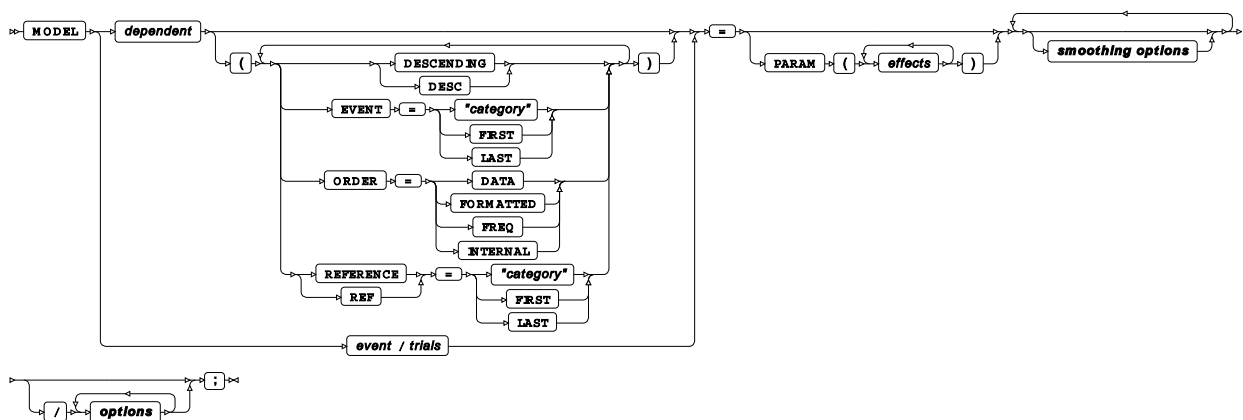 MODEL dependent = 
( DESCENDING )
DESC
PARAM ( effects )
smoothing options
EVENT = "category"
FIRST
LAST
ORDER = DATA
FORMATTED
FREQ
INTERNAL
REFERENCE = "category"
REF
FIRST
LAST
event / trials
;
/ options